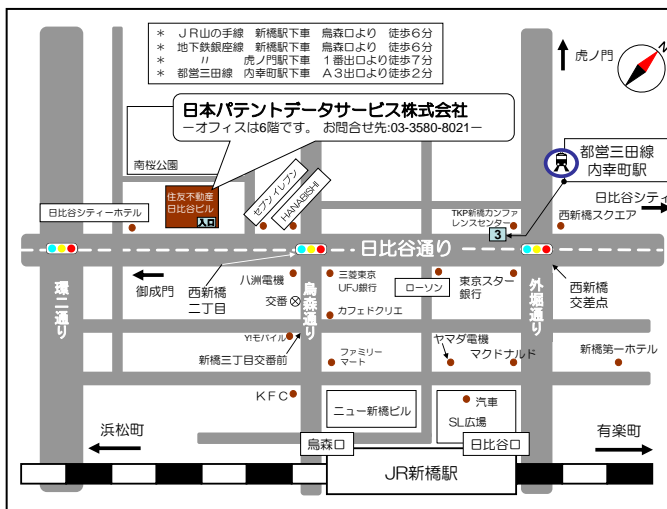 ＊ ＪＲ山の手線 新橋駅下車 烏森口より 徒歩６分
＊ 地下鉄銀座線 新橋駅下車 烏森口より 徒歩６分
＊ 〃 虎ノ門駅下車 １番出口より徒歩７分
＊ 都営三田線 内幸町駅下車 Ａ３出口より徒歩２分
虎ノ門
日本パテントデータサービス株式会社
－オフィスは6階です。 お問合せ先:03-3580-8021－
南桜公園
都営三田線
内幸町駅
住友不動産
日比谷ビル
入口
セブンイレブン
HANABISHI
日比谷シティーホテル
TKP新橋カンファ
レンスセンター
3
西新橋スクエア
日比谷シティ
日比谷通り
御成門
西新橋
二丁目
八洲電機
交番
三菱東京
UFJ銀行
カフェドクリエ
ローソン
東京スター
銀行
西新橋
交差点
環二通り
烏森通り
外堀通り
Y!モバイル
新橋三丁目交番前
ファミリー
マート
ヤマダ電機
マクドナルド
新橋第一ホテル
ＫＦＣ
ニュー新橋ビル
汽車
SL広場
浜松町
烏森口
日比谷口
有楽町
JR新橋駅